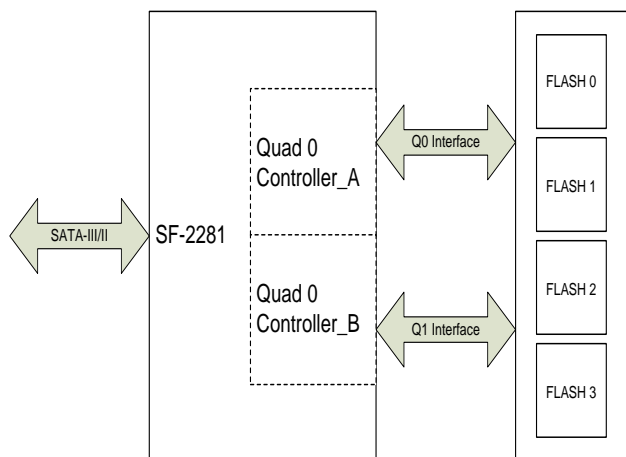 SATA-III/II
SF-2281
Quad 0
Controller_A
Quad 0
Controller_B
Q0 Interface
Q1 Interface
FLASH 0
FLASH 1
FLASH 2
FLASH 3